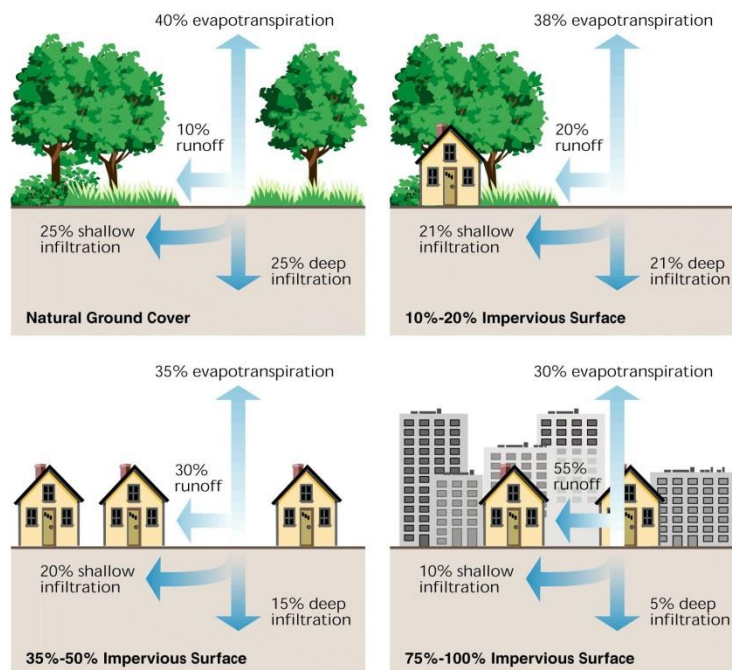 40% evapotranspiration
10%
runoff
25% shallow
infiltration
25% deep
infiltration
Natural Ground Cover
38% evapotranspiration
20%
runoff
21% shallow
infiltration
21% deep
infiltration
10%-20% Impervious Surface
35% evapotranspiration
30%
runoff
20% shallow
infiltration
15% deep
infiltration
35%-50% Impervious Surface
30% evapotranspiration
55%
runoff
10% shallow
infiltration
5% deep
infiltration
75%-100% Impervious Surface